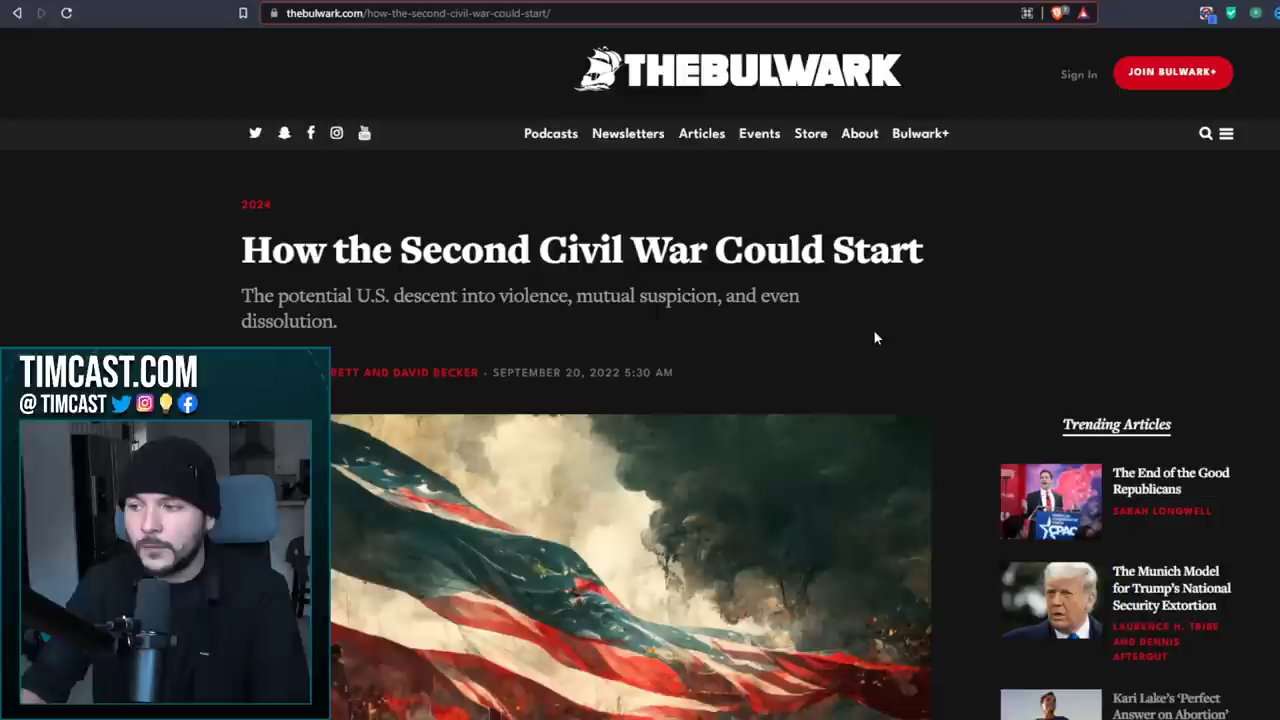 thebulwark.com/how-the-second-civil-war-could-start/
THEBULWARK
Sign In
JOIN BULWARK+
Podcasts Newsletters Articles Events Store About Bulwark+
2024
How the Second Civil War Could Start
The potential U.S. descent into violence, mutual suspicion, and even
dissolution.
AND DAVID BECKER · SEPTEMBER 20, 2022 5:30 AM
TIMCAST.COM
@ TIMCAST
Trending Articles
The End of the Good
Republicans
SARAH LONGWELL
CPAC
The Munich Model
for Trump's National
Security Extortion
LAURENCE H. TRIBE
AND DENNIS
AFTERGUT
Kari Lake's 'Perfect
Answer on Abortion'